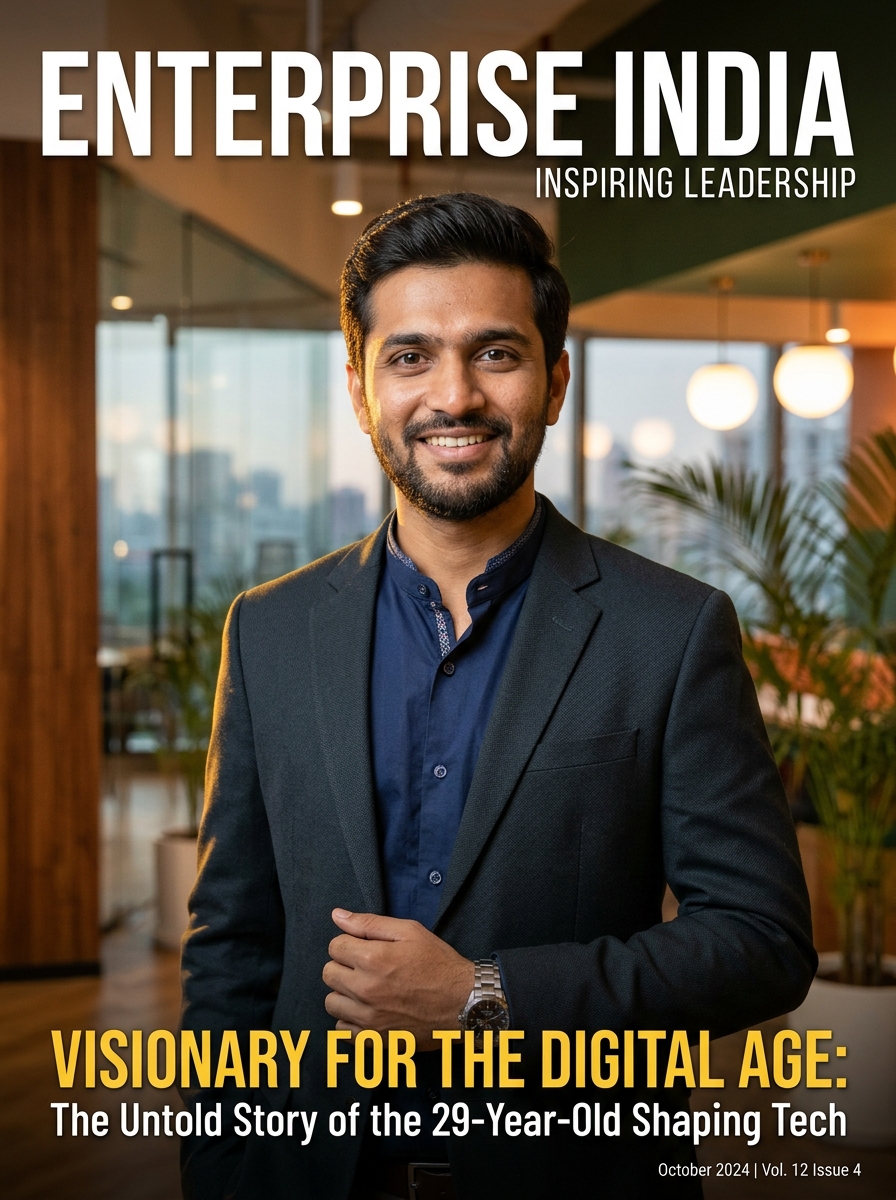 ENTERPRISE INDIA
INSPIRING LEADERSHIP
VISIONARY FOR THE DIGITAL AGE:
The Untold Story of the 29-Year-Old Shaping Tech
October 2024 | Vol. 12 Issue 4